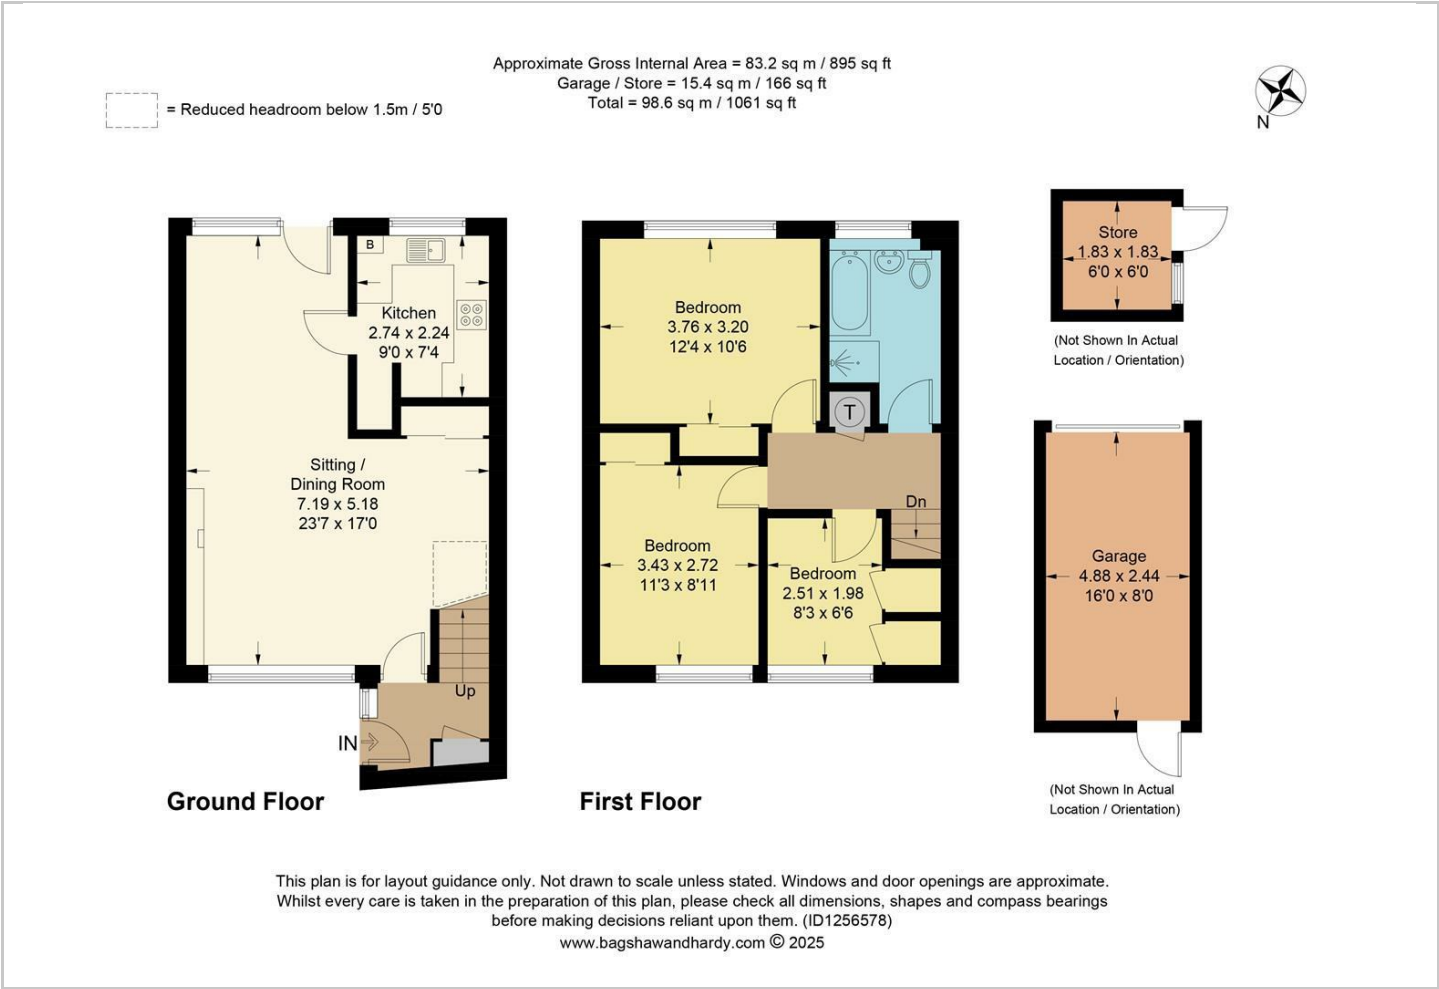 Approximate Gross Internal Area = 83.2 sq m / 895 sq ft
Garage / Store = 15.4 sq m / 166 sq ft
Total = 98.6 sq m / 1061 sq ft
= Reduced headroom below 1.5m / 5'0
N
B
Kitchen
2.74 x 2.24
9'0 x 7'4
Sitting /
Dining Room
7.19 x 5.18
23'7 x 17'0
Up
IN
Ground Floor
Bedroom
3.76 x 3.20
12'4 x 10'6
T
Dn
Bedroom
3.43 x 2.72
11'3 x 8'11
Bedroom
2.51 x 1.98
8'3 x 6'6
First Floor
Store
1.83 x 1.83
6'0 x 6'0
(Not Shown In Actual
Location / Orientation)
Garage
4.88 x 2.44
16'0 x 8'0
(Not Shown In Actual
Location / Orientation)
This plan is for layout guidance only. Not drawn to scale unless stated. Windows and door openings are approximate.
Whilst every care is taken in the preparation of this plan, please check all dimensions, shapes and compass bearings
before making decisions reliant upon them. (ID1256578)
www.bagshawandhardy.com © 2025